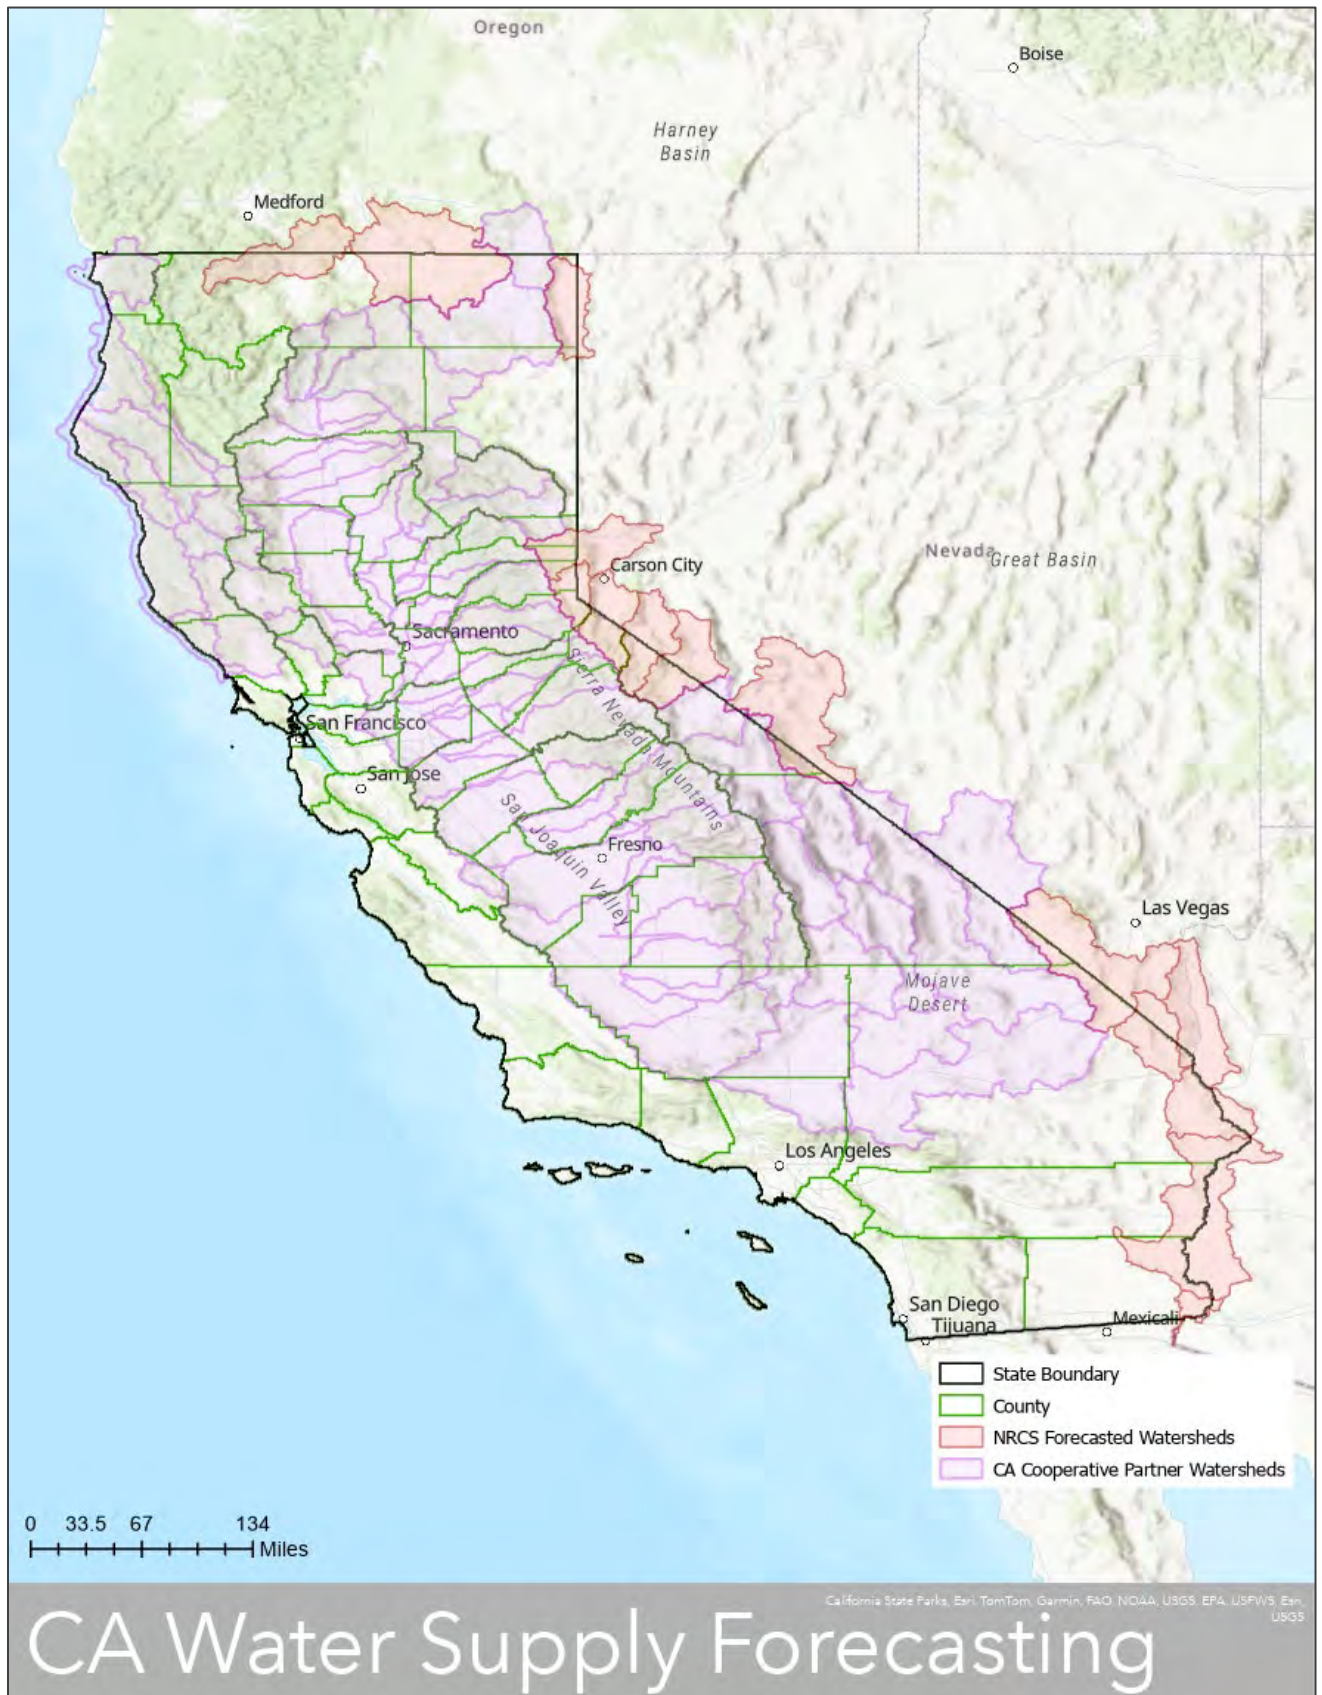 Oregon
Boise
Harney
Basin
Medford
Carson City
Nevada
Great Basin
Sacramento
Sierra Nevada Mountains
San Francisco
San Jose
San Joaquin Valley
Fresno
Las Vegas
Mojave
Desert
Los Angeles
San Diego
Tijuana
Mexicali
State Boundary
County
NRCS Forecasted Watersheds
CA Cooperative Partner Watersheds
0 33.5 67 134
Miles
California State Parks, Esri, TomTom, Garmin, FAO, NOAA, USGS, EPA, USFWS, Esri,
USGS
CA Water Supply Forecasting